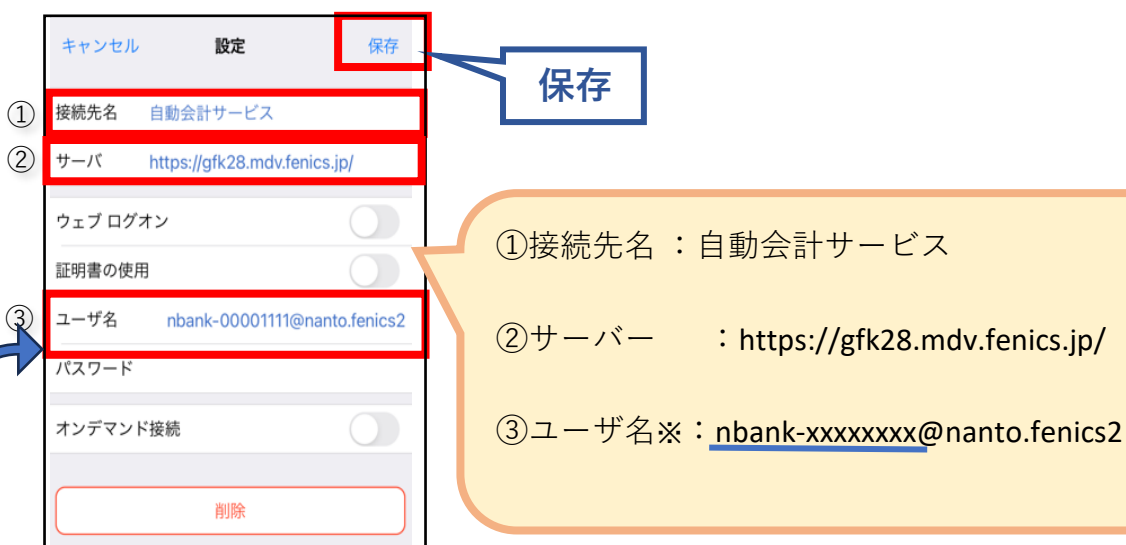 キャンセル 設定 保存
保存
① 接続先名 自動会計サービス
② サーバ https://gfk28.mdv.fenics.jp/
ウェブ ログオン
証明書の使用
③ ユーザ名 nbank-00001111@nanto.fenics2
パスワード
オンデマンド接続
削除
①接続先名 ：自動会計サービス
②サーバー ：https://gfk28.mdv.fenics.jp/
③ユーザ名※：nbank-xxxxxxxx@nanto.fenics2